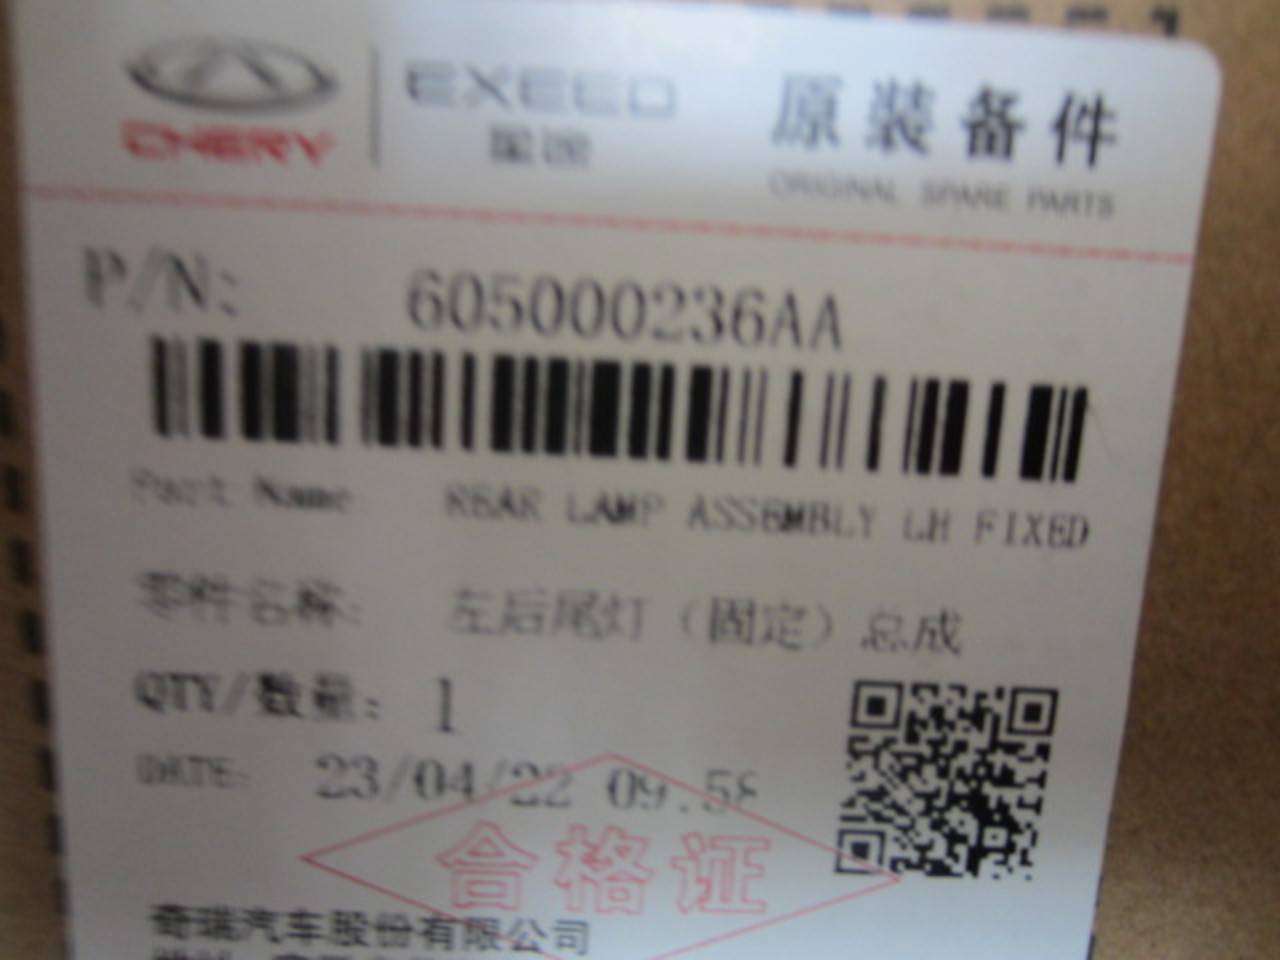 CHERY
EXEED
星途
原装备件
ORIGINAL SPARE PARTS
P/N: 605000236AA
Part Name REAR LAMP ASSEMBLY LH FIXED
零件名称: 左后尾灯（固定）总成
QTY/数量: 1
DATE: 23/04/22 09:58
合格证
奇瑞汽车股份有限公司